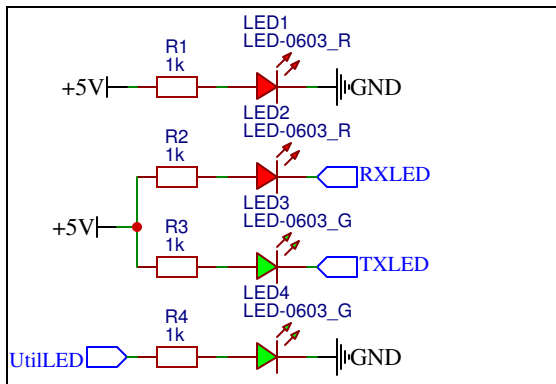 LED1
LED-0603_R
R1
1k
+5V
GND
LED2
LED-0603_R
R2
1k
RXLED
LED3
LED-0603_G
+5V
R3
1k
TXLED
LED4
LED-0603_G
R4
1k
UtilLED
GND